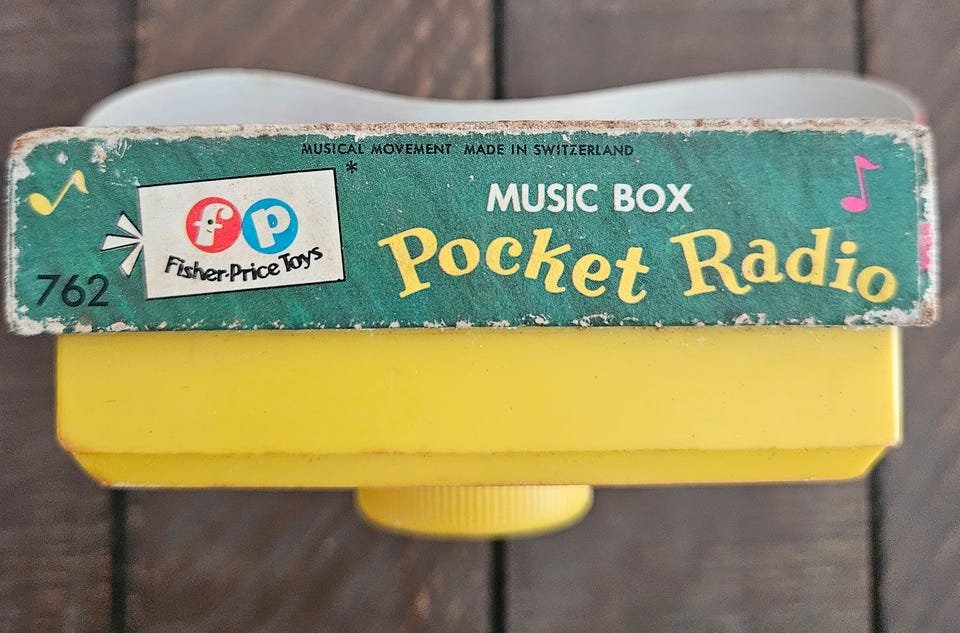 MUSICAL MOVEMENT MADE IN SWITZERLAND
*
fp
Fisher-Price Toys
MUSIC BOX
Pocket Radio
762